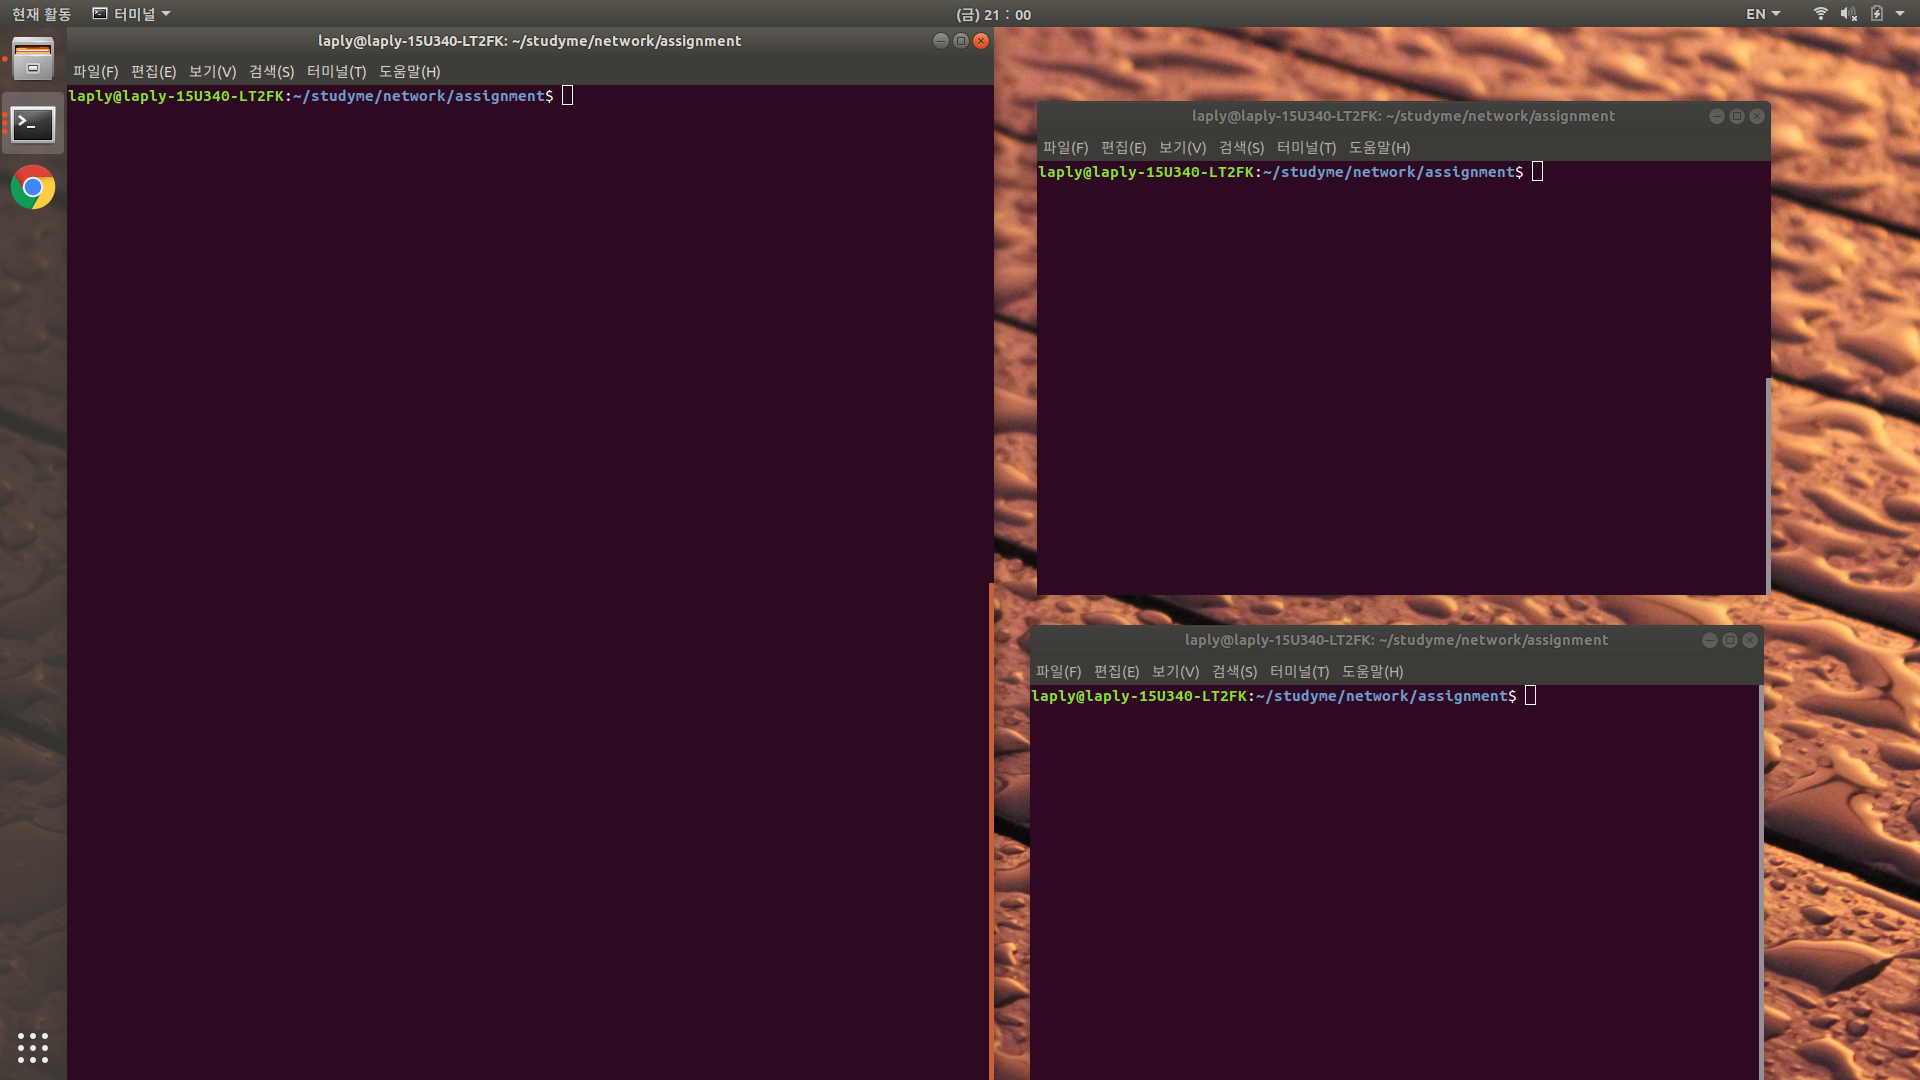 현재 활동 터미널 (금) 21 : 00 EN
laply@laply-15U340-LT2FK: ~/studyme/network/assignment
파일(F) 편집(E) 보기(V) 검색(S) 터미널(T) 도움말(H)
laply@laply-15U340-LT2FK:~/studyme/network/assignment$
laply@laply-15U340-LT2FK: ~/studyme/network/assignment
파일(F) 편집(E) 보기(V) 검색(S) 터미널(T) 도움말(H)
laply@laply-15U340-LT2FK:~/studyme/network/assignment$
laply@laply-15U340-LT2FK: ~/studyme/network/assignment
파일(F) 편집(E) 보기(V) 검색(S) 터미널(T) 도움말(H)
laply@laply-15U340-LT2FK:~/studyme/network/assignment$